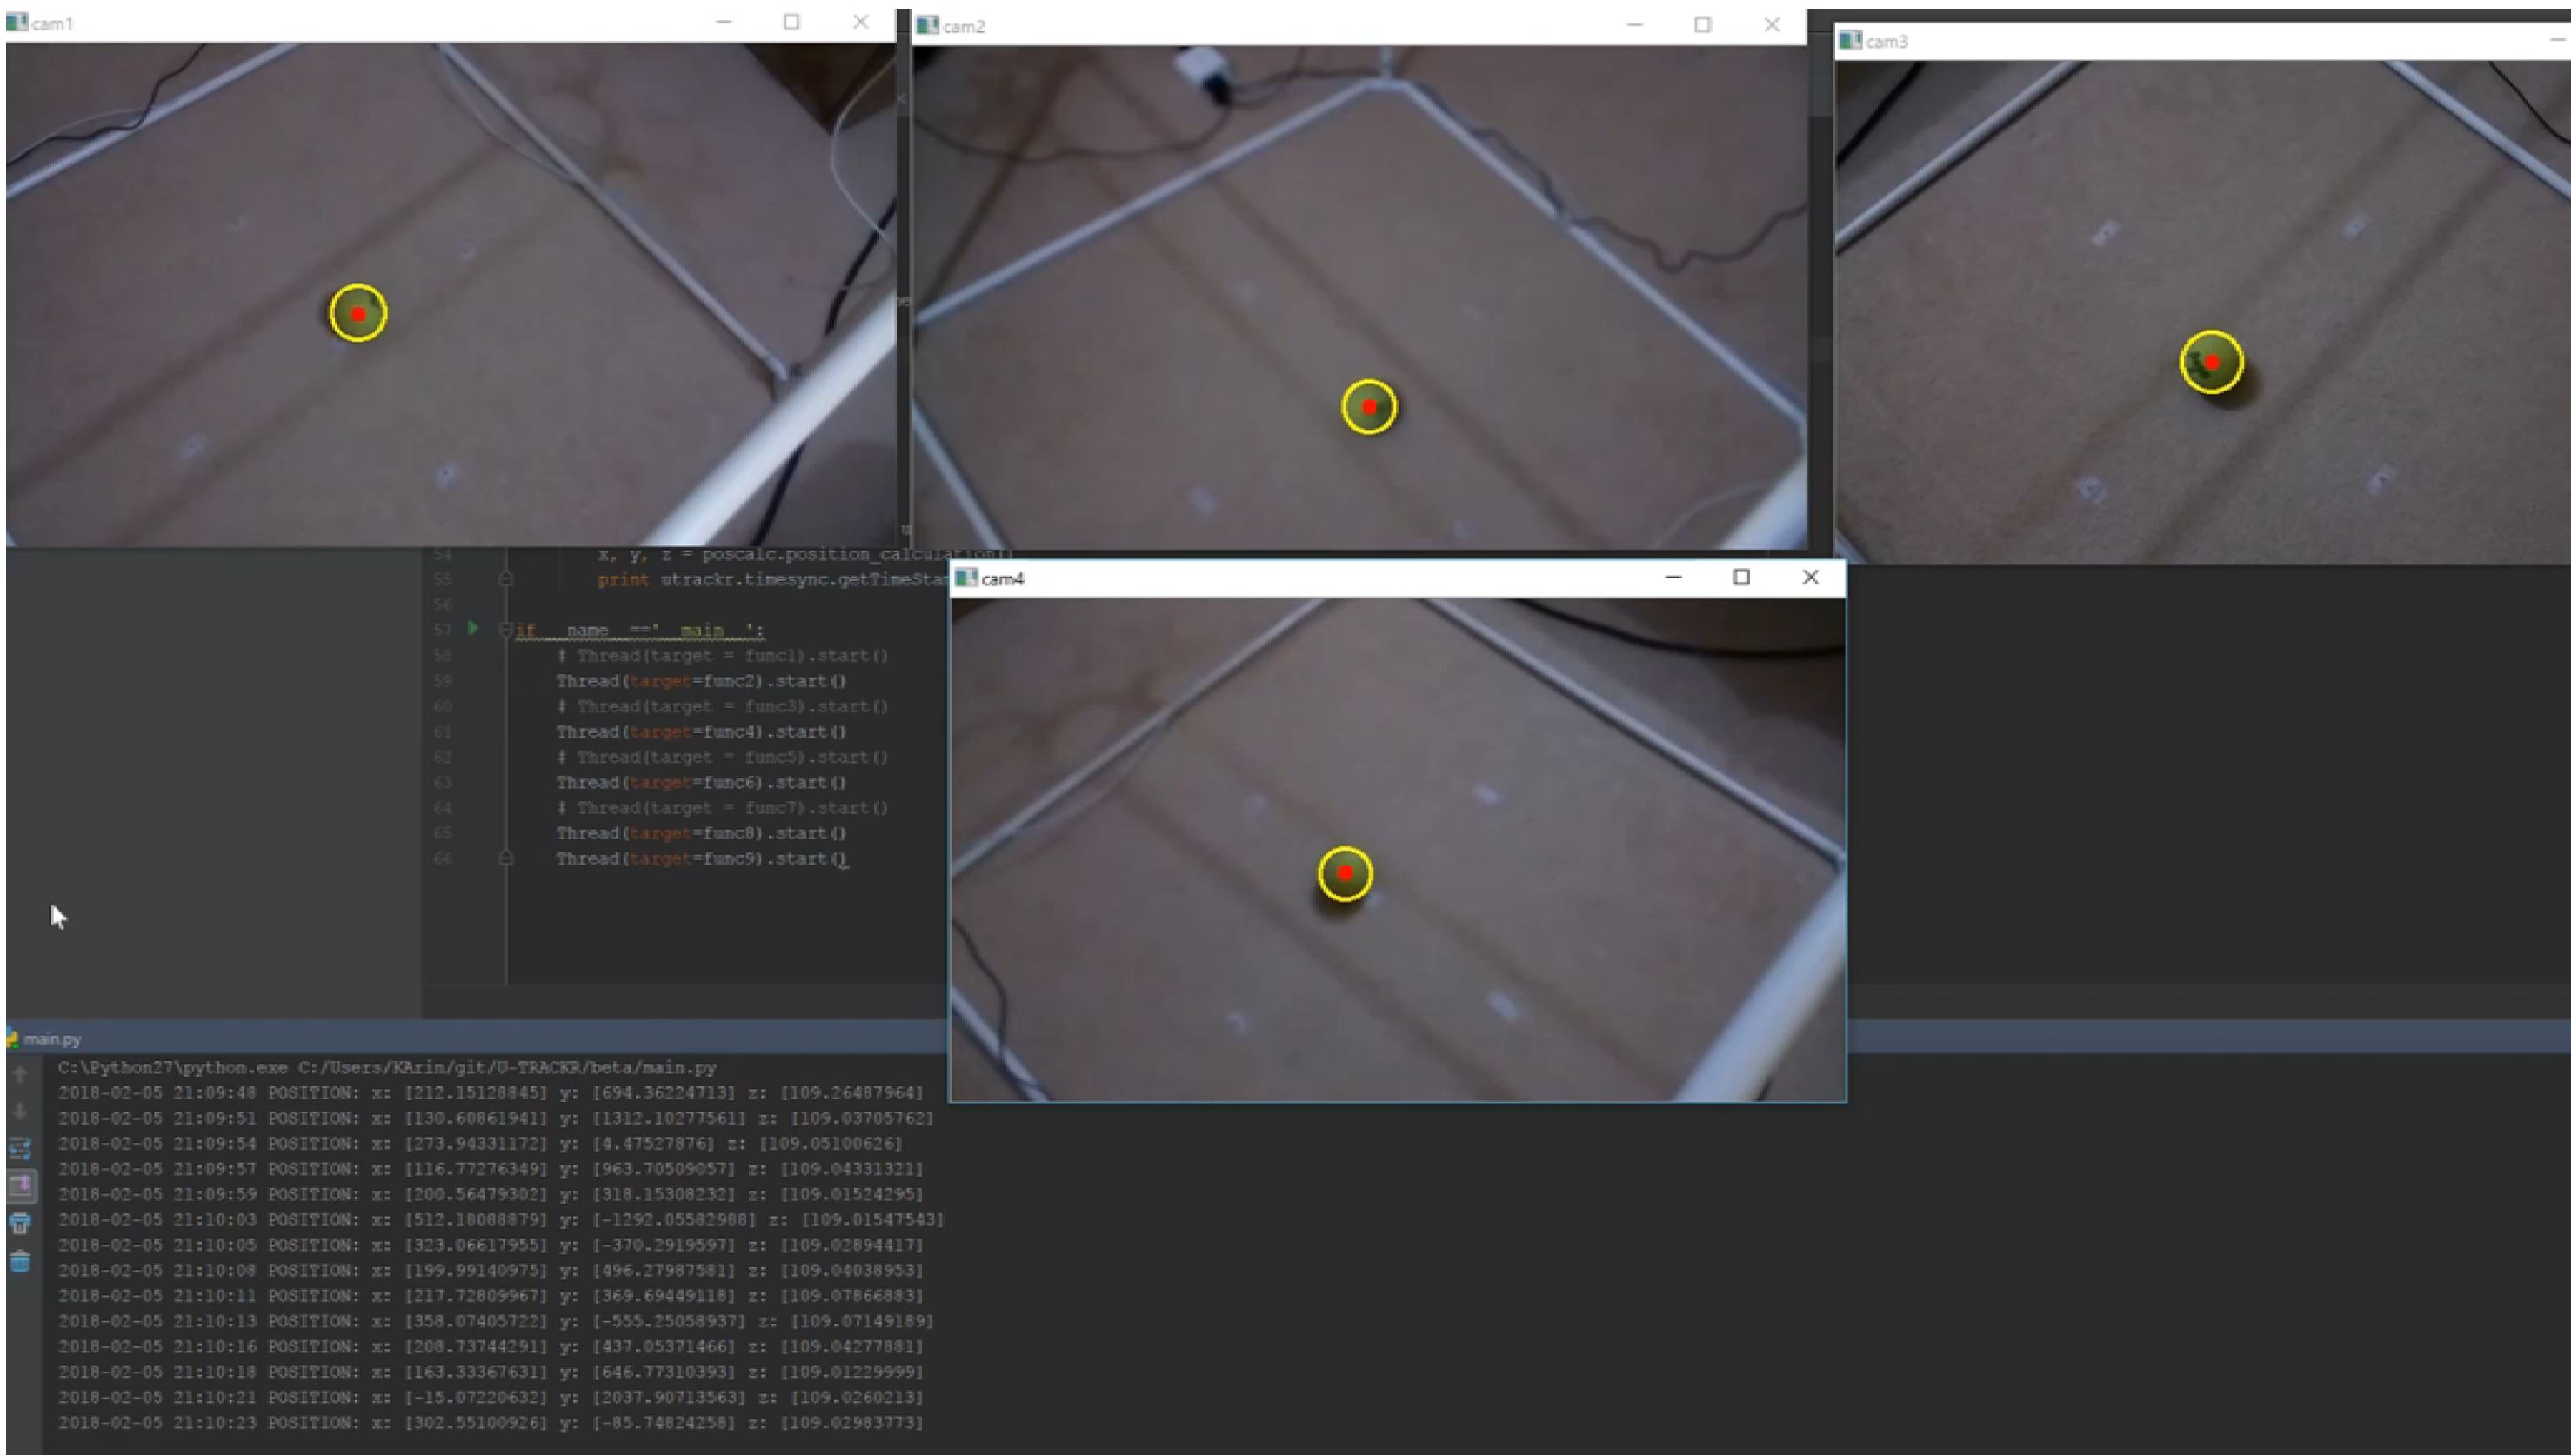 cam1
cam2
cam3
54 x, y, z = poscalc.position_calculation()
55 print utrackr.timesync.getTimeStam
56
57 if __name__ =="__main__":
58 # Thread(target = func1).start()
59 Thread(target=func2).start()
60 # Thread(target = func3).start()
61 Thread(target=func4).start()
62 # Thread(target = func5).start()
63 Thread(target=func6).start()
64 # Thread(target = func7).start()
65 Thread(target=func8).start()
66 Thread(target=func9).start()
cam4
main.py
C:\Python27\python.exe C:/Users/KArin/git/U-TRACKR/beta/main.py
2018-02-05 21:09:48 POSITION: x: [212.15128845] y: [694.36224713] z: [109.26487964]
2018-02-05 21:09:51 POSITION: x: [130.60861941] y: [1312.10277561] z: [109.03705762]
2018-02-05 21:09:54 POSITION: x: [273.94331172] y: [4.47527876] z: [109.05100626]
2018-02-05 21:09:57 POSITION: x: [116.77276349] y: [963.70509057] z: [109.04331321]
2018-02-05 21:09:59 POSITION: x: [200.56479302] y: [318.15308232] z: [109.01524295]
2018-02-05 21:10:03 POSITION: x: [512.18088879] y: [-1292.05582988] z: [109.01547543]
2018-02-05 21:10:05 POSITION: x: [323.06617955] y: [-370.2919597] z: [109.02894417]
2018-02-05 21:10:08 POSITION: x: [199.99140975] y: [496.27987581] z: [109.04038953]
2018-02-05 21:10:11 POSITION: x: [217.72809967] y: [369.69449118] z: [109.07866883]
2018-02-05 21:10:13 POSITION: x: [358.07405722] y: [-555.25058937] z: [109.07149189]
2018-02-05 21:10:16 POSITION: x: [208.73744291] y: [437.05371466] z: [109.04277881]
2018-02-05 21:10:18 POSITION: x: [163.33367631] y: [646.77310393] z: [109.01229999]
2018-02-05 21:10:21 POSITION: x: [-15.07220632] y: [2037.90713563] z: [109.0260213]
2018-02-05 21:10:23 POSITION: x: [302.55100926] y: [-85.74824258] z: [109.02983773]